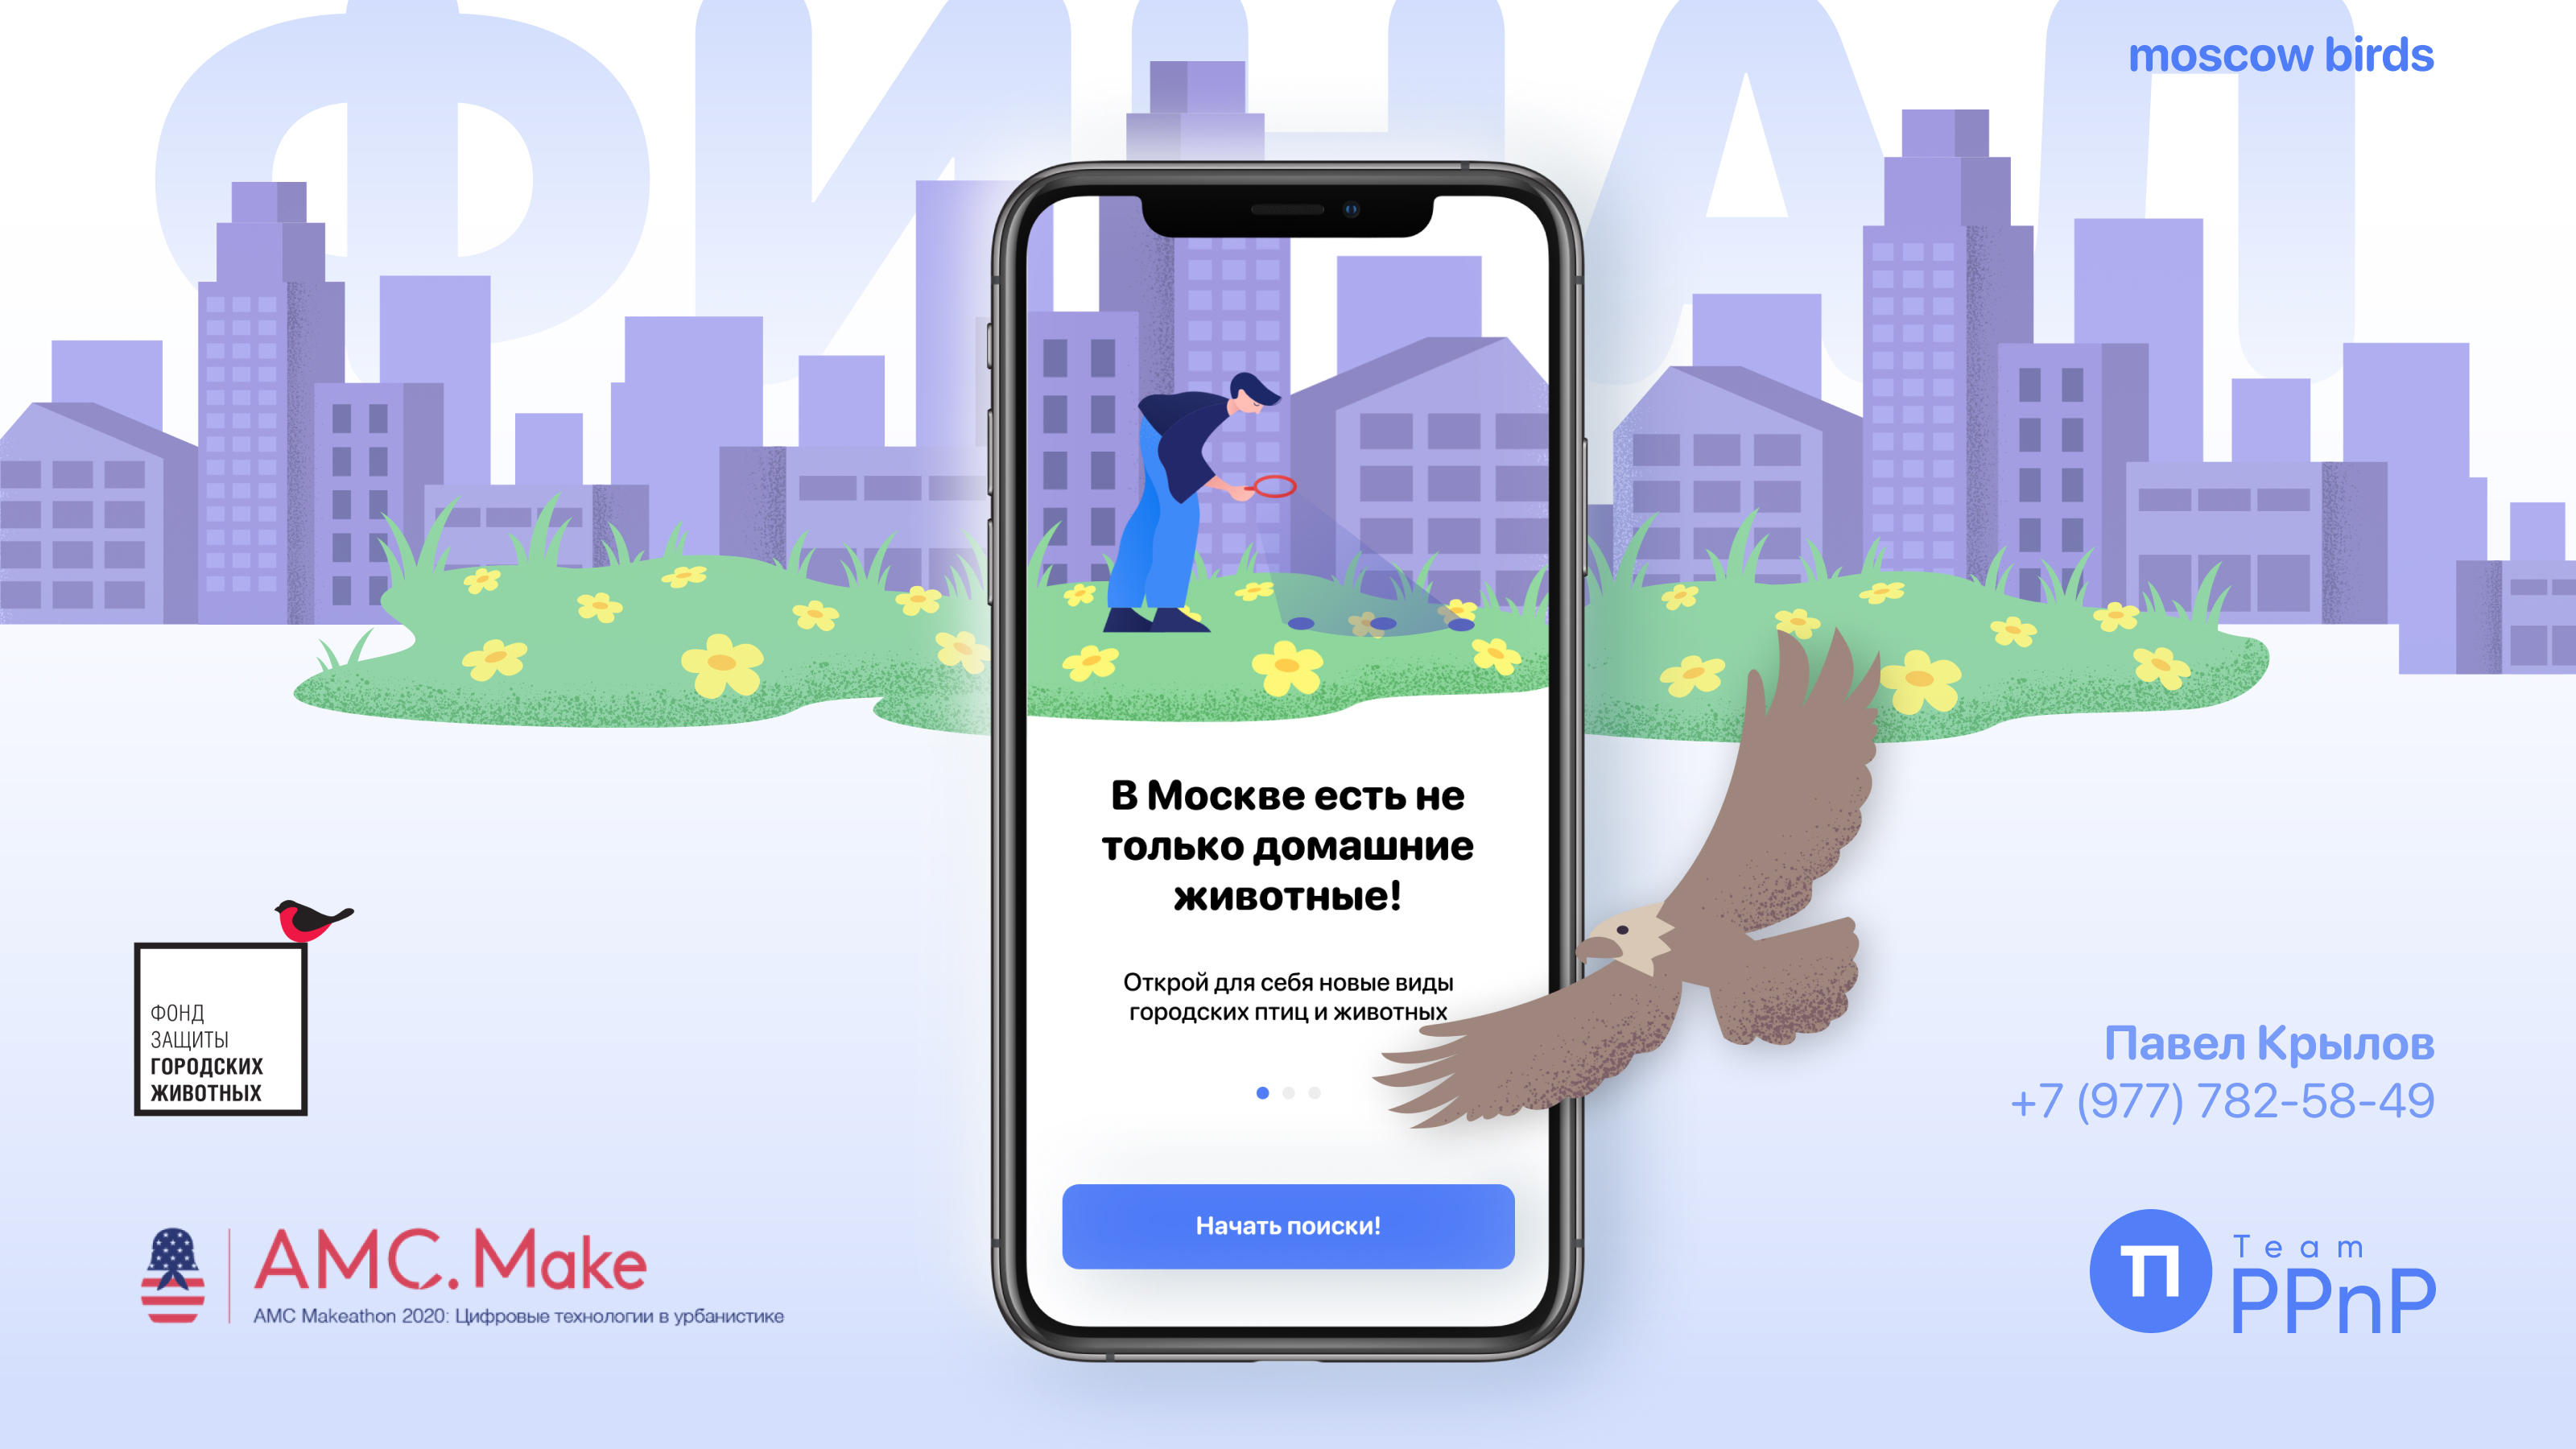 ФИНАЛ
moscow birds
В Москве есть не
только домашние
животные!
Открой для себя новые виды
городских птиц и животных
Начать поиски!
ФОНД
ЗАЩИТЫ
ГОРОДСКИХ
ЖИВОТНЫХ
AMC.Make
AMC Makeathon 2020: Цифровые технологии в урбанистике
Павел Крылов
+7 (977) 782-58-49
П
Team
PPnP